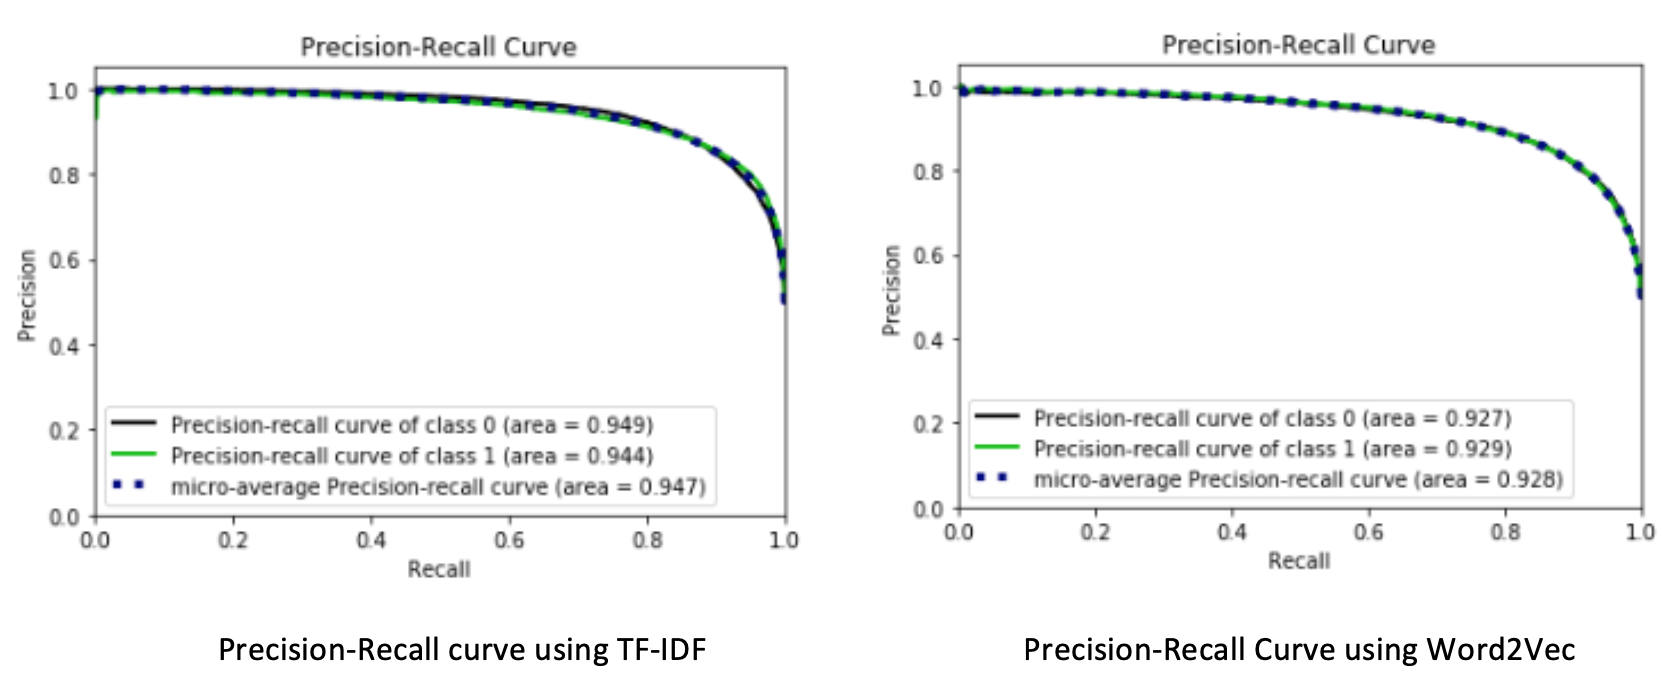 Precision-Recall Curve
1.0
0.8
0.6
0.4
0.2
0.0
Precision
Precision-recall curve of class 0 (area = 0.949)
Precision-recall curve of class 1 (area = 0.944)
micro-average Precision-recall curve (area = 0.947)
0.0 0.2 0.4 0.6 0.8 1.0
Recall
Precision-Recall curve using TF-IDF
Precision-Recall Curve
1.0
0.8
0.6
0.4
0.2
0.0
Precision
Precision-recall curve of class 0 (area = 0.927)
Precision-recall curve of class 1 (area = 0.929)
micro-average Precision-recall curve (area = 0.928)
0.0 0.2 0.4 0.6 0.8 1.0
Recall
Precision-Recall Curve using Word2Vec